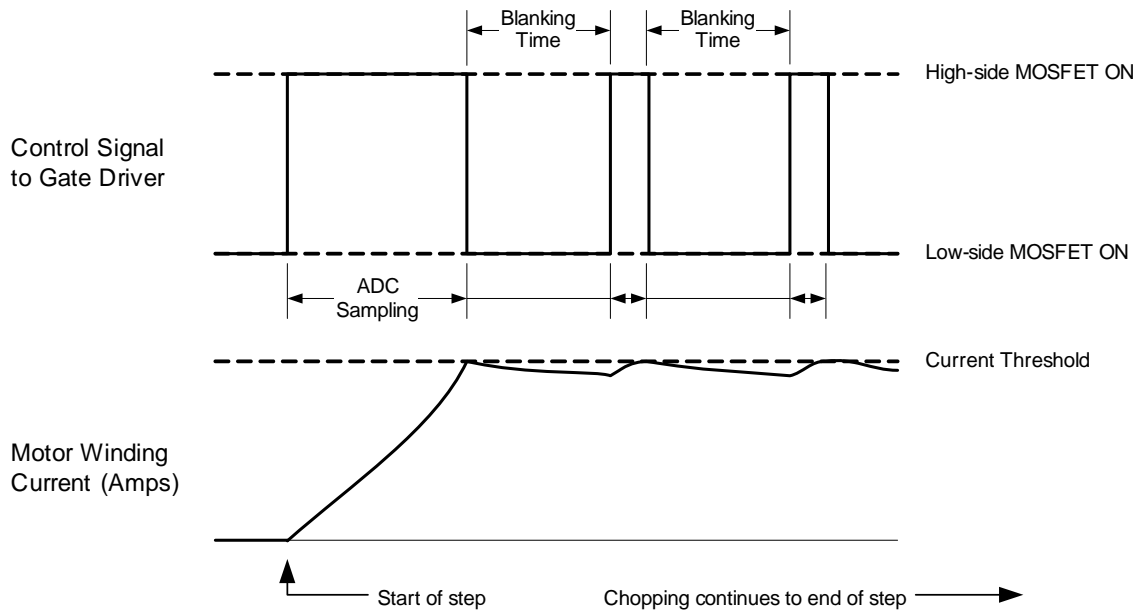 Blanking
Time
Blanking
Time
High-side MOSFET ON
Control Signal
to Gate Driver
Low-side MOSFET ON
ADC
Sampling
Current Threshold
Motor Winding
Current (Amps)
Start of step
Chopping continues to end of step